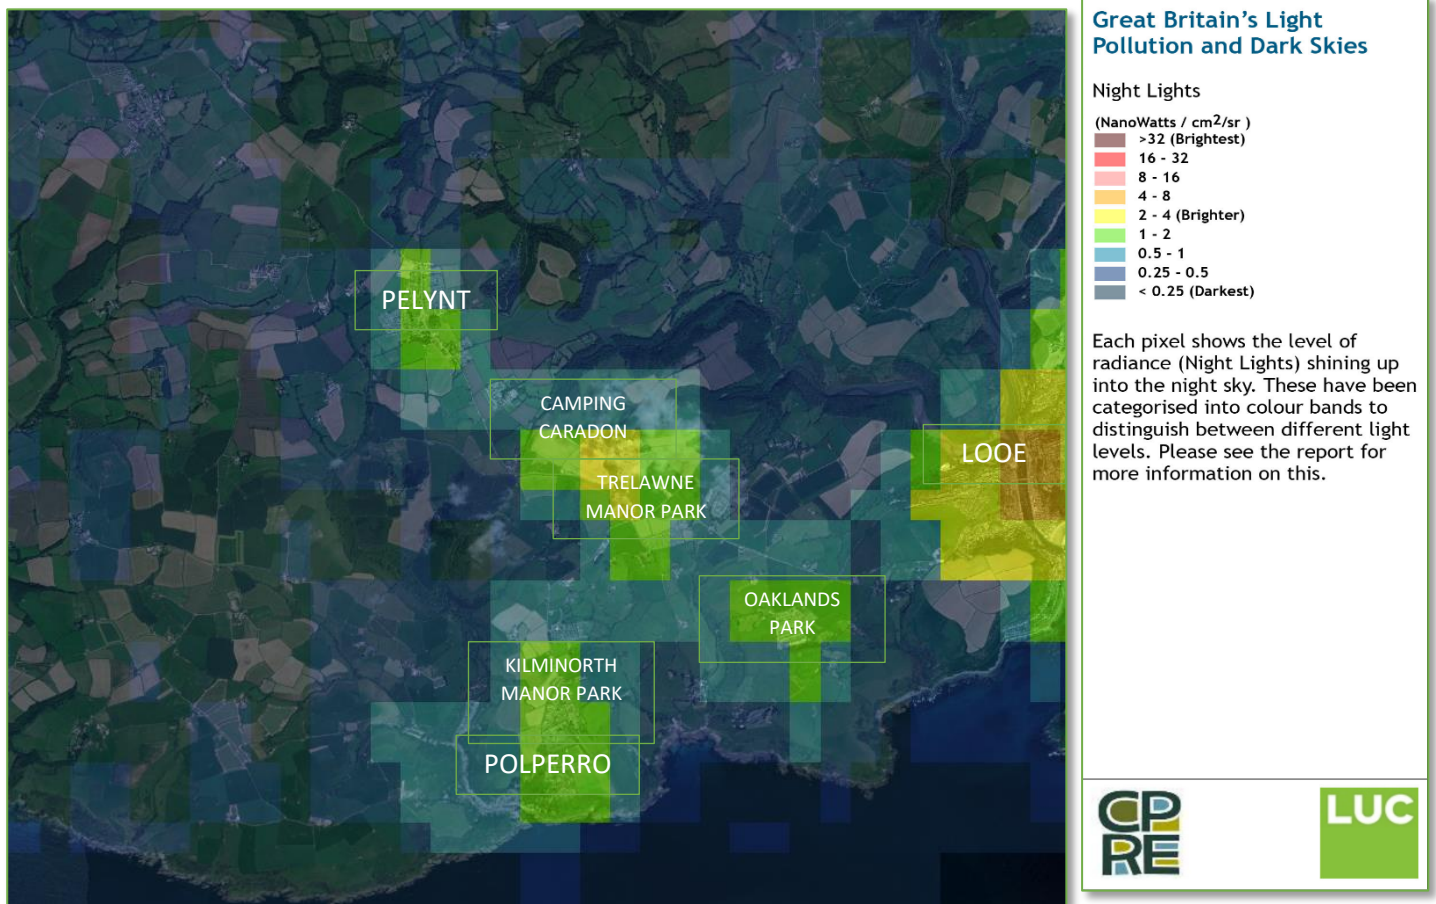 PELYNT
CAMPING
CARADON
LOOE
TRELAWNE
MANOR PARK
OAKLANDS
PARK
KILMINORTH
MANOR PARK
POLPERRO
Great Britain's Light
Pollution and Dark Skies
Night Lights
(NanoWatts / cm2/sr )
>32 (Brightest)
16 - 32
8 - 16
4 - 8
2 - 4 (Brighter)
1 - 2
0.5 - 1
0.25 - 0.5
< 0.25 (Darkest)
Each pixel shows the level of
radiance (Night Lights) shining up
into the night sky. These have been
categorised into colour bands to
distinguish between different light
levels. Please see the report for
more information on this.
CP
RE
LUC